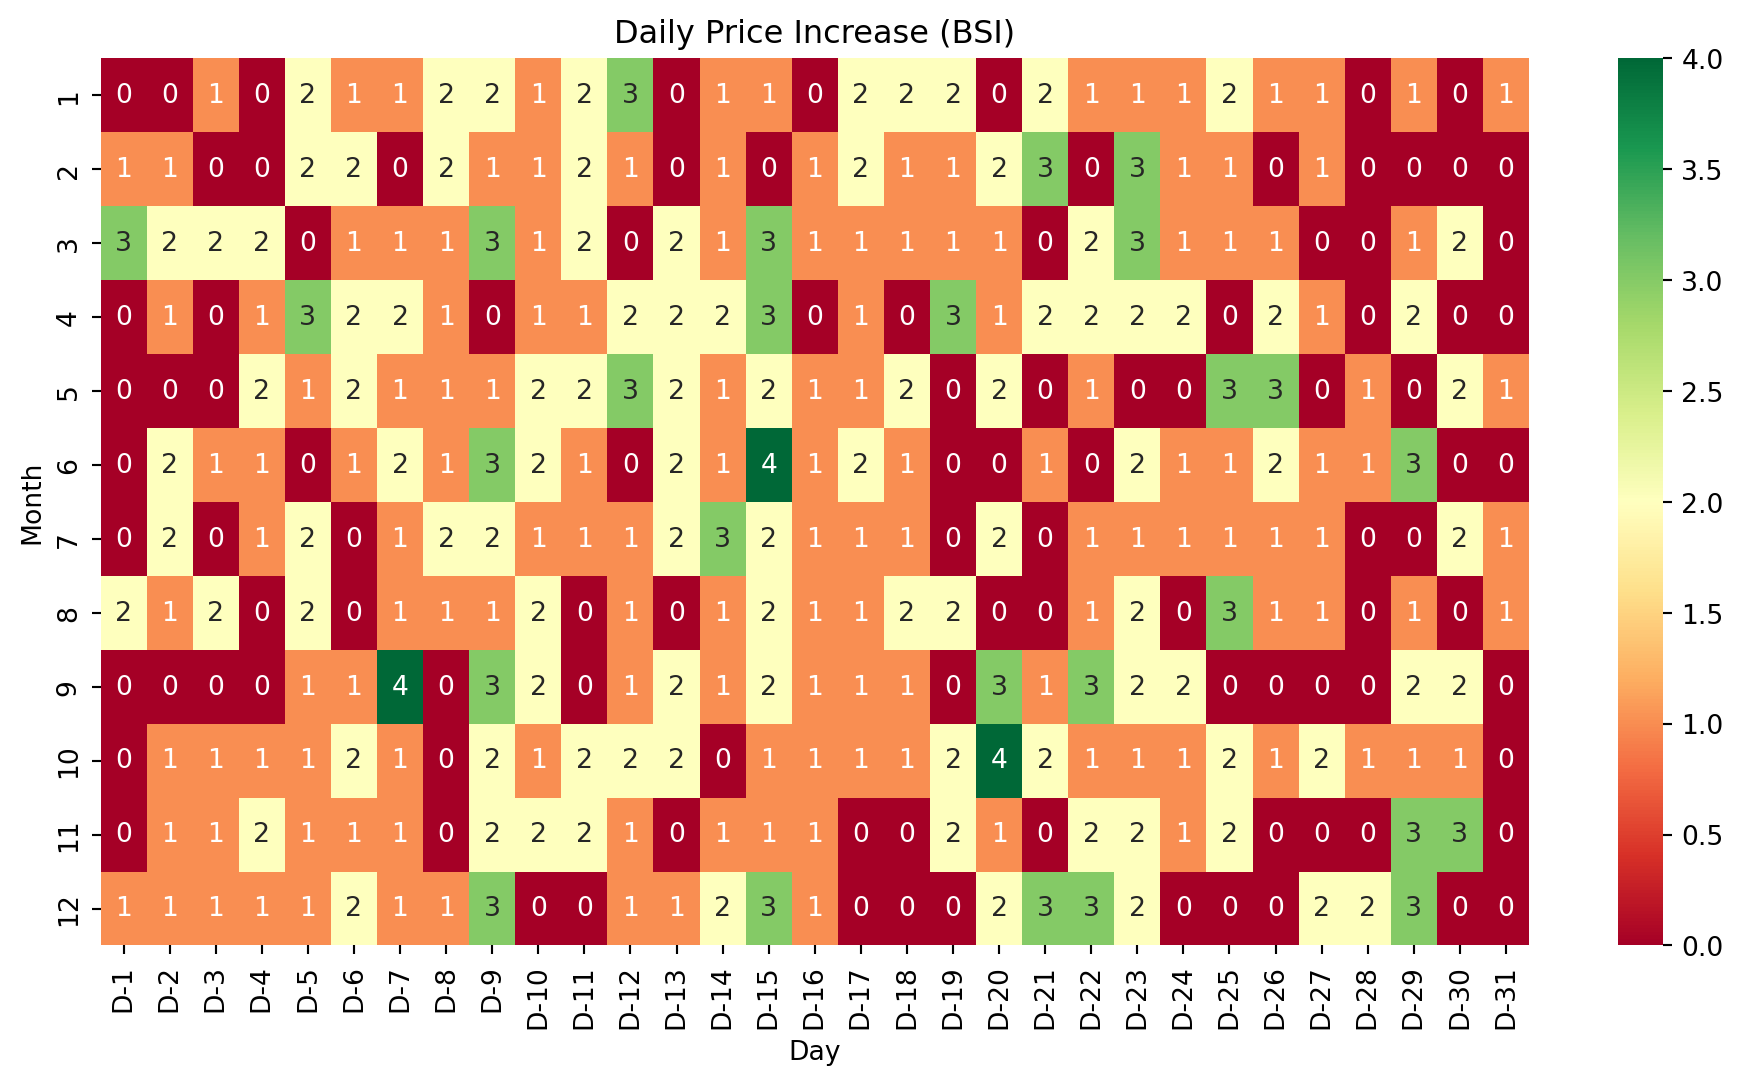 Daily Price Increase (BSI)
1 0 0 1 0 2 1 1 2 2 1 2 3 0 1 1 0 2 2 2 0 2 1 1 1 2 1 1 0 1 0 1
2 1 1 0 0 2 2 0 2 1 1 2 1 0 1 0 1 2 1 1 2 3 0 3 1 1 0 1 0 0 0 0
3 3 2 2 2 0 1 1 1 3 1 2 0 2 1 3 1 1 1 1 1 0 2 3 1 1 1 0 0 1 2 0
4 0 1 0 1 3 2 2 1 0 1 1 2 2 2 3 0 1 0 3 1 2 2 2 2 0 2 1 0 2 0 0
5 0 0 0 2 1 2 1 1 1 2 2 3 2 1 2 1 1 2 0 2 0 1 0 0 3 3 0 1 0 2 1
6 0 2 1 1 0 1 2 1 3 2 1 0 2 1 4 1 2 1 0 0 1 0 2 1 1 2 1 1 3 0 0
7 0 2 0 1 2 0 1 2 2 1 1 1 2 3 2 1 1 1 0 2 0 1 1 1 1 1 1 0 0 2 1
8 2 1 2 0 2 0 1 1 1 2 0 1 0 1 2 1 1 2 2 0 0 1 2 0 3 1 1 0 1 0 1
9 0 0 0 0 1 1 4 0 3 2 0 1 2 1 2 1 1 1 0 3 1 3 2 2 0 0 0 0 2 2 0
10 0 1 1 1 1 2 1 0 2 1 2 2 2 0 1 1 1 1 2 4 2 1 1 1 2 1 2 1 1 1 0
11 0 1 1 2 1 1 1 0 2 2 2 1 0 1 1 1 0 0 2 1 0 2 2 1 2 0 0 0 3 3 0
12 1 1 1 1 1 2 1 1 3 0 0 1 1 2 3 1 0 0 0 2 3 3 2 0 0 0 2 2 3 0 0
Month
D-1 D-2 D-3 D-4 D-5 D-6 D-7 D-8 D-9 D-10 D-11 D-12 D-13 D-14 D-15 D-16 D-17 D-18 D-19 D-20 D-21 D-22 D-23 D-24 D-25 D-26 D-27 D-28 D-29 D-30 D-31
Day
4.0
3.5
3.0
2.5
2.0
1.5
1.0
0.5
0.0